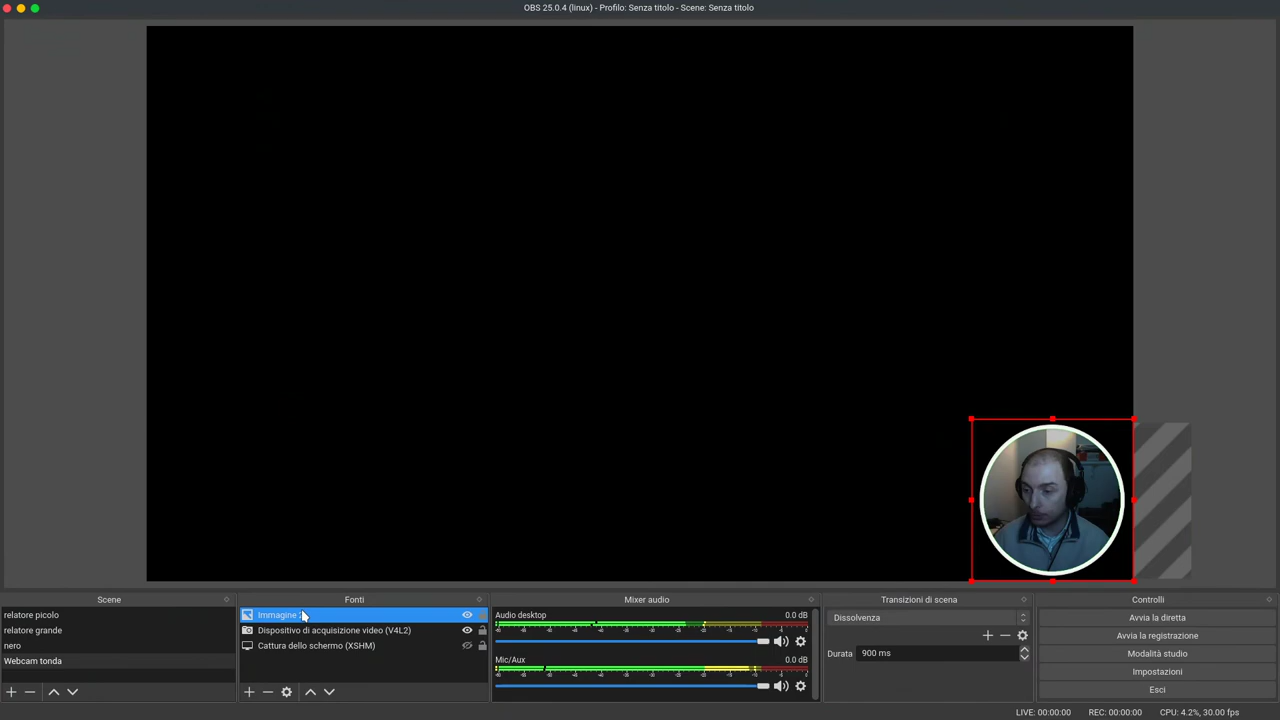 OBS 25.0.4 (linux) - Profilo: Senza titolo - Scene: Senza titolo
Scene
relatore picolo
relatore grande
nero
Webcam tonda
Fonti
Immagine
Dispositivo di acquisizione video (V4L2)
Cattura dello schermo (XSHM)
Mixer audio
Audio desktop
0.0 dB
Mic/Aux
0.0 dB
Transizioni di scena
Dissolvenza
Durata
900 ms
Controlli
Avvia la diretta
Avvia la registrazione
Modalità studio
Impostazioni
Esci
LIVE: 00:00:00
REC: 00:00:00
CPU: 4.2%, 30.00 fps